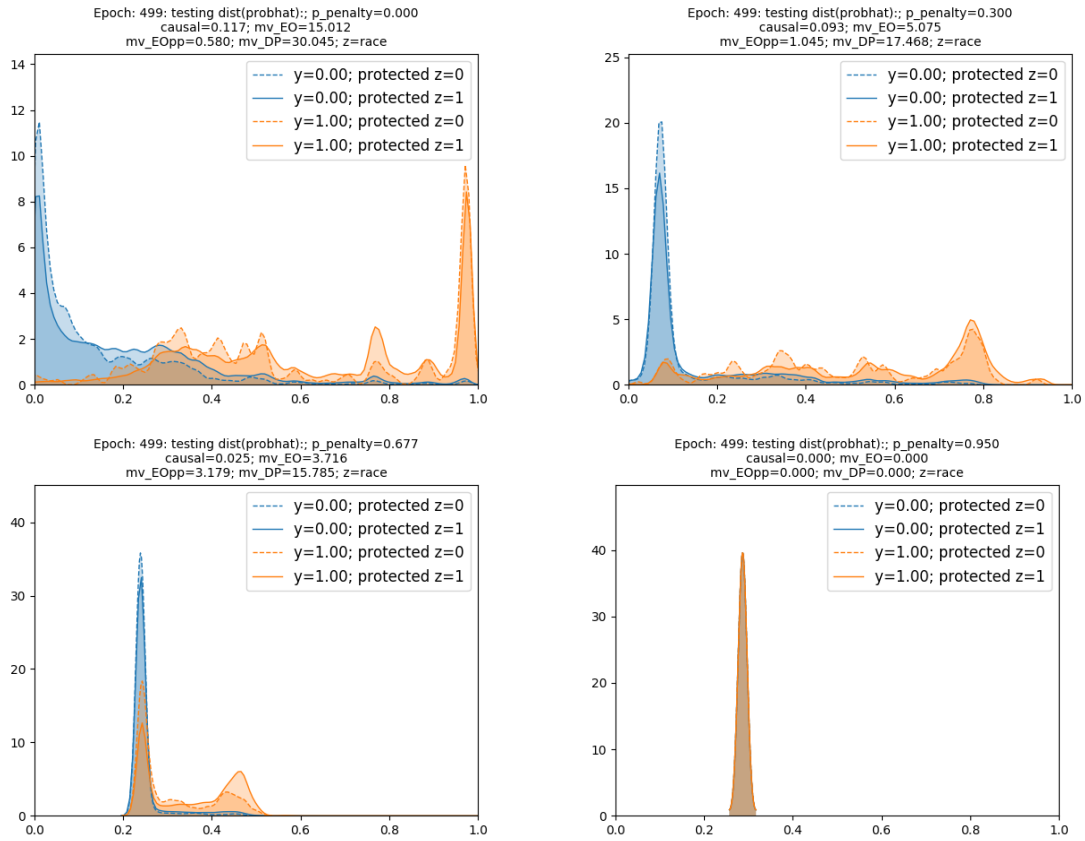 Epoch: 499: testing dist(probhat):; p_penalty=0.000
causal=0.117; mv_EO=15.012
mv_EOpp=0.580; mv_DP=30.045; z=race
14
12
10
8
6
4
2
0
0.0 0.2 0.4 0.6 0.8 1.0
y=0.00; protected z=0
y=0.00; protected z=1
y=1.00; protected z=0
y=1.00; protected z=1
Epoch: 499: testing dist(probhat):; p_penalty=0.300
causal=0.093; mv_EO=5.075
mv_EOpp=1.045; mv_DP=17.468; z=race
25
20
15
10
5
0
0.0 0.2 0.4 0.6 0.8 1.0
y=0.00; protected z=0
y=0.00; protected z=1
y=1.00; protected z=0
y=1.00; protected z=1
Epoch: 499: testing dist(probhat):; p_penalty=0.677
causal=0.025; mv_EO=3.716
mv_EOpp=3.179; mv_DP=15.785; z=race
40
30
20
10
0
0.0 0.2 0.4 0.6 0.8 1.0
y=0.00; protected z=0
y=0.00; protected z=1
y=1.00; protected z=0
y=1.00; protected z=1
Epoch: 499: testing dist(probhat):; p_penalty=0.950
causal=0.000; mv_EO=0.000
mv_EOpp=0.000; mv_DP=0.000; z=race
40
30
20
10
0
0.0 0.2 0.4 0.6 0.8 1.0
y=0.00; protected z=0
y=0.00; protected z=1
y=1.00; protected z=0
y=1.00; protected z=1